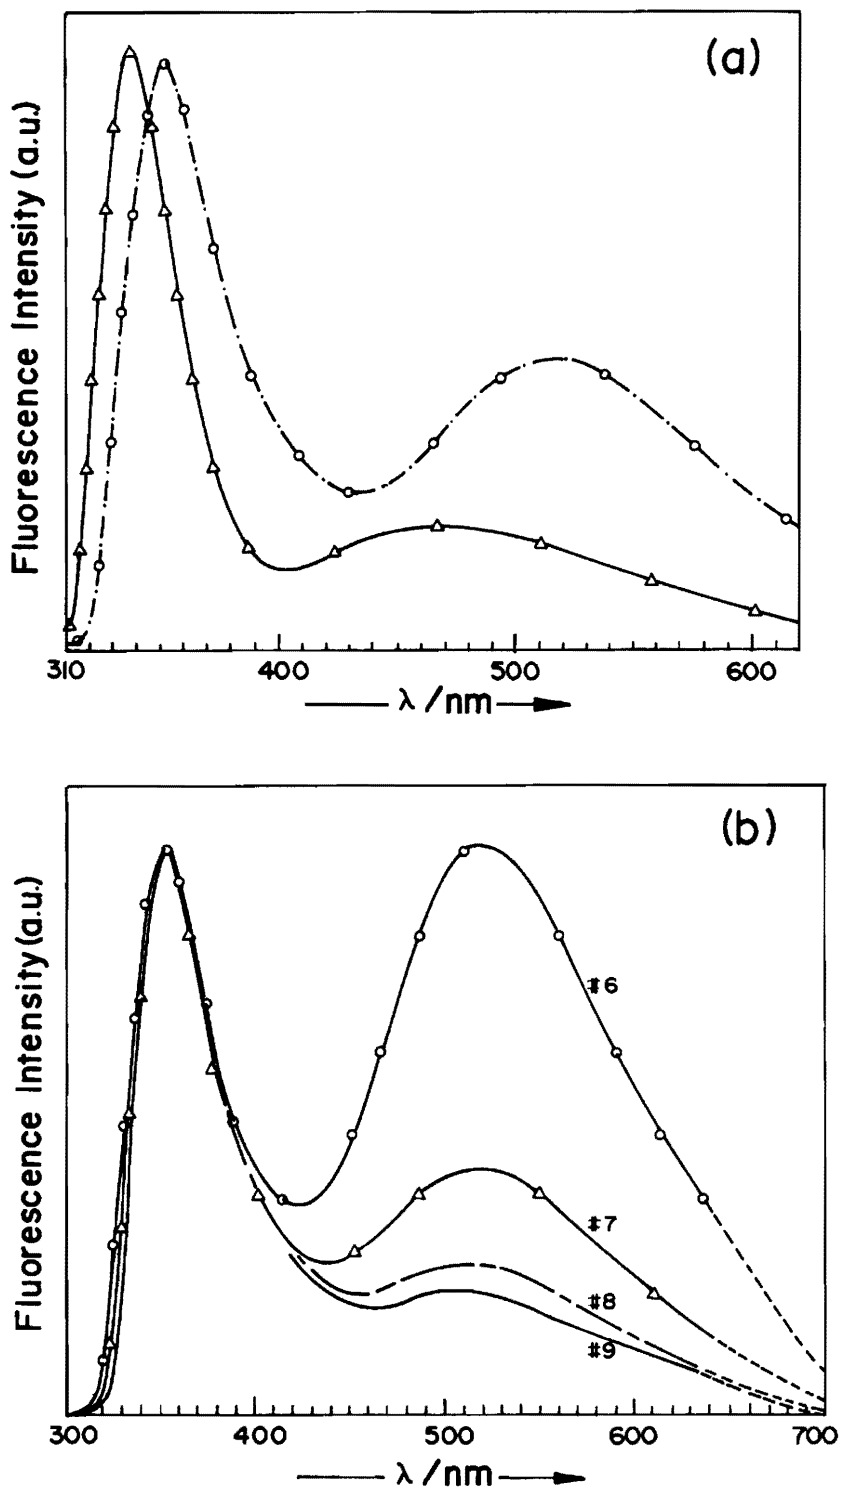 (a)
Fluorescence Intensity (a.u.)
310 400 500 600
λ /nm
(b)
Fluorescence Intensity (a.u.)
#6
#7
#8
#9
300 400 500 600 700
λ /nm